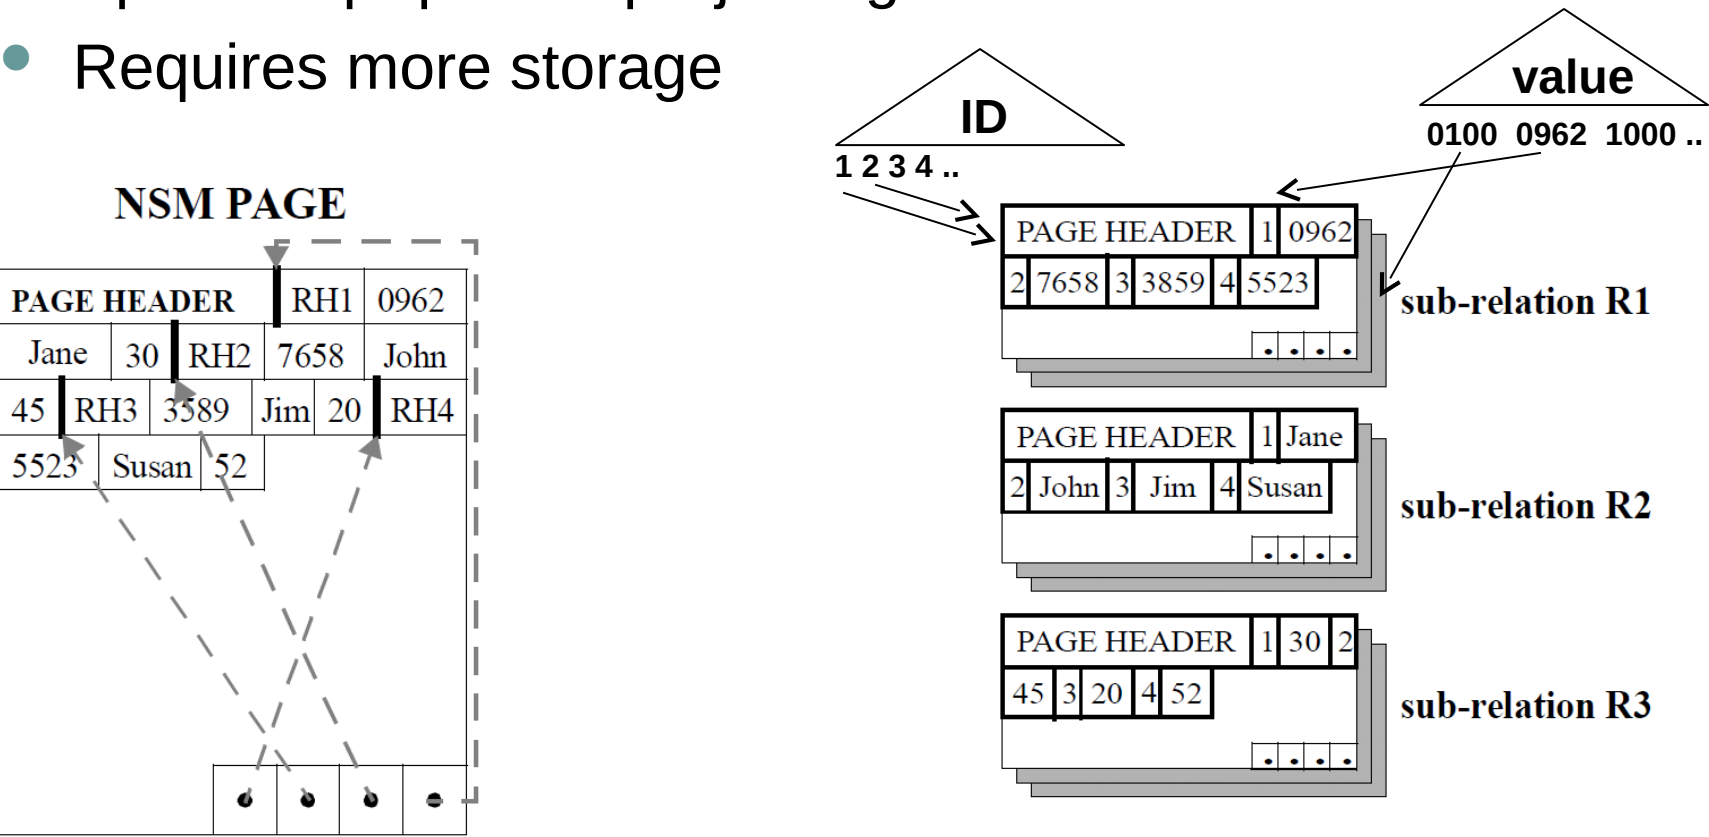 Requires more storage
NSM PAGE
PAGE HEADER RH1 0962
Jane 30 RH2 7658 John
45 RH3 3589 Jim 20 RH4
5523 Susan 52
ID
1 2 3 4 ..
value
0100 0962 1000 ..
PAGE HEADER 1 0962
2 7658 3 3859 4 5523
sub-relation R1
PAGE HEADER 1 Jane
2 John 3 Jim 4 Susan
sub-relation R2
PAGE HEADER 1 30 2
45 3 20 4 52
sub-relation R3